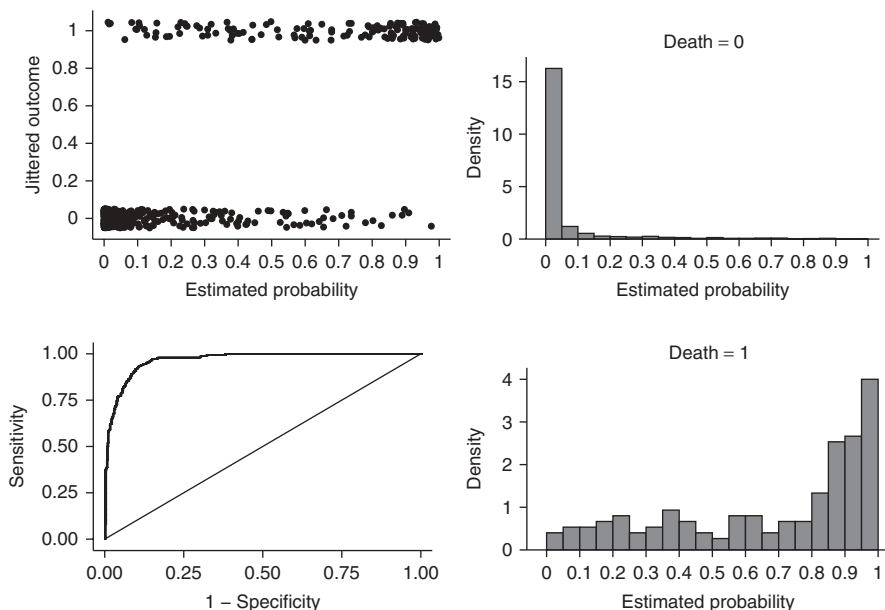 1
0.8
0.6
0.4
0.2
0
Jittered outcome
0 0.1 0.2 0.3 0.4 0.5 0.6 0.7 0.8 0.9 1
Estimated probability
Death = 0
15
10
5
0
Density
0 0.1 0.2 0.3 0.4 0.5 0.6 0.7 0.8 0.9 1
Estimated probability
1.00
0.75
0.50
0.25
0.00
Sensitivity
0.00 0.25 0.50 0.75 1.00
1 − Specificity
Death = 1
4
3
2
1
0
Density
0 0.1 0.2 0.3 0.4 0.5 0.6 0.7 0.8 0.9 1
Estimated probability